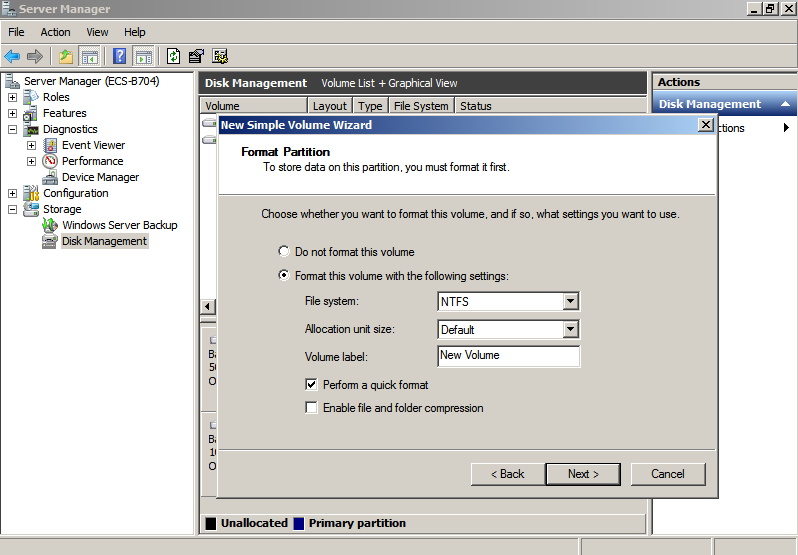 Server Manager
File Action View Help
Server Manager (ECS-B704)
Roles
Features
Diagnostics
Event Viewer
Performance
Device Manager
Configuration
Storage
Windows Server Backup
Disk Management
Disk Management Volume List + Graphical View
Volume Layout Type File System Status
Actions
Disk Management
ctions
New Simple Volume Wizard
Format Partition
To store data on this partition, you must format it first.
Choose whether you want to format this volume, and if so, what settings you want to use.
Do not format this volume
Format this volume with the following settings:
File system: NTFS
Allocation unit size: Default
Volume label: New Volume
Perform a quick format
Enable file and folder compression
< Back Next > Cancel
Unallocated Primary partition